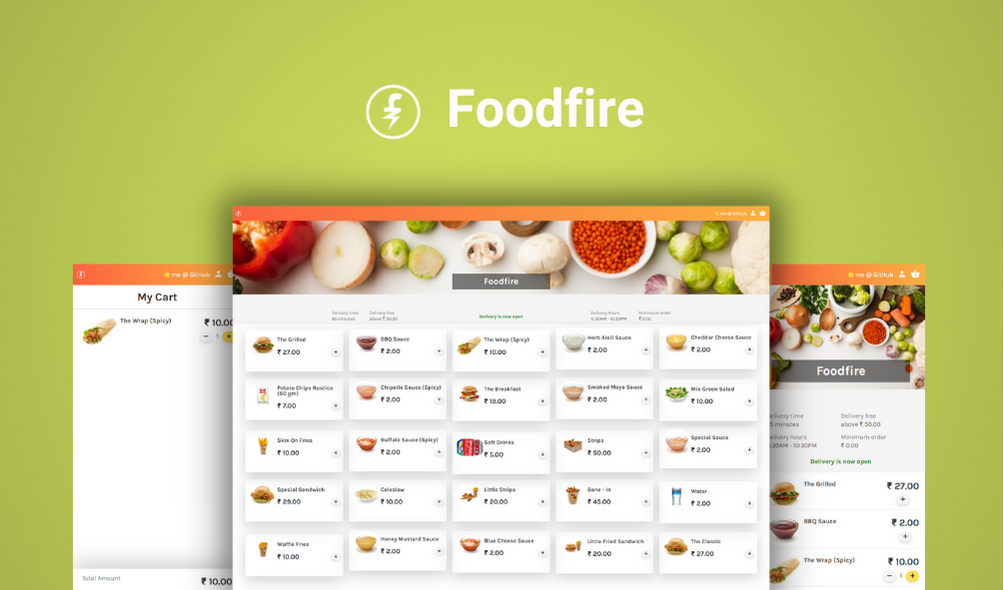 Foodfire
me @ GitHub
Foodfire
Delivery time
45 minutes
Delivery free
above ₹ 50.00
Delivery is now open
Delivery hours
11:30AM - 10:30PM
Minimum order
₹ 0.00
The Grilled
₹ 27.00
BBQ Sauce
₹ 2.00
The Wrap (Spicy)
₹ 10.00
Herb Aioli Sauce
₹ 2.00
Cheddar Cheese Sauce
₹ 2.00
Potato Chips Rustica
(50 gm)
₹ 7.00
Chipotle Sauce (Spicy)
₹ 2.00
The Breakfast
₹ 19.00
Smoked Mayo Sauce
₹ 2.00
Mix Green Salad
₹ 10.00
Skin On Fries
₹ 10.00
Buffalo Sauce (Spicy)
₹ 2.00
Soft Drinks
₹ 5.00
Strips
₹ 50.00
Special Sauce
₹ 2.00
Special Sandwich
₹ 29.00
Coleslaw
₹ 10.00
Little Strips
₹ 20.00
Bone - In
₹ 45.00
Water
₹ 2.00
Waffle Fries
₹ 10.00
Honey Mustard Sauce
₹ 2.00
Blue Cheese Sauce
₹ 2.00
Little Fried Sandwich
₹ 20.00
The Classic
₹ 27.00
me @ GitHub
My Cart
The Wrap (Spicy)
₹ 10.00
− 1 +
Total Amount
₹ 10.00
me @ GitHub
Foodfire
elivery time
5 minutes
Delivery free
above ₹ 50.00
elivery hours
:30AM - 10:30PM
Minimum order
₹ 0.00
Delivery is now open
The Grilled
₹ 27.00
+
BBQ Sauce
₹ 2.00
+
The Wrap (Spicy)
₹ 10.00
− 1 +